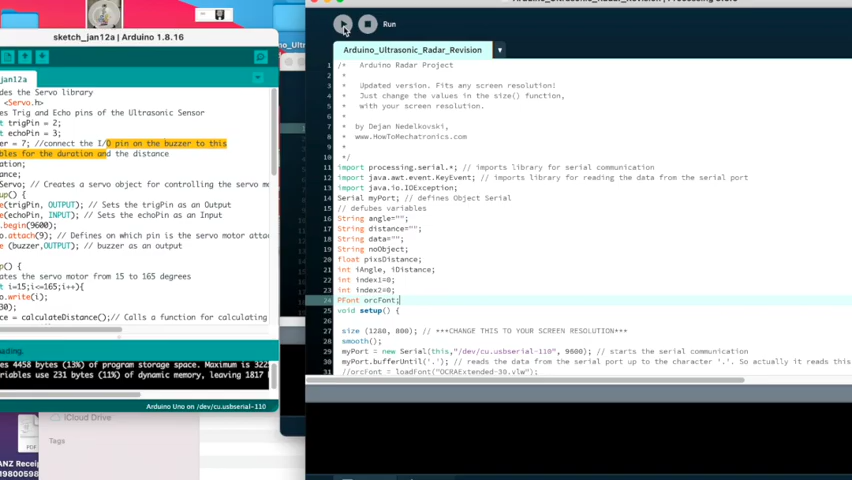 sketch_jan12a | Arduino 1.8.16
jan12a
des the Servo library
<Servo.h>
es Trig and Echo pins of the Ultrasonic Sensor
t trigPin = 2;
t echoPin = 3;
er = 7; //connect the I/O pin on the buzzer to this
bles for the duration and the distance
ation;
ance;
Servo; // Creates a servo object for controlling the servo m
up() {
e(trigPin, OUTPUT); // Sets the trigPin as an Output
e(echoPin, INPUT); // Sets the echoPin as an Input
.begin(9600);
o.attach(9); // Defines on which pin is the servo motor attac
e (buzzer,OUTPUT); // buzzer as an output
p() {
ates the servo motor from 15 to 165 degrees
t i=15;i<=165;i++){
o.write(i);
30);
ce = calculateDistance();// Calls a function for calculating
ading.
es 4458 bytes (13%) of program storage space. Maximum is 322
riables use 231 bytes (11%) of dynamic memory, leaving 1817
Arduino Uno on /dev/cu.usbserial-110
iCloud Drive
Tags
PDF
ANZ Receip
19800598
Run
Arduino_Ultrasonic_Radar_Revision
1 /* Arduino Radar Project
2 *
3 * Updated version. Fits any screen resolution!
4 * Just change the values in the size() function,
5 * with your screen resolution.
6 *
7 * by Dejan Nedelkovski,
8 * www.HowToMechatronics.com
9 *
10 */
11 import processing.serial.*; // imports library for serial communication
12 import java.awt.event.KeyEvent; // imports library for reading the data from the serial port
13 import java.io.IOException;
14 Serial myPort; // defines Object Serial
15 // defubes variables
16 String angle="";
17 String distance="";
18 String data="";
19 String noObject;
20 float pixsDistance;
21 int iAngle, iDistance;
22 int index1=0;
23 int index2=0;
24 PFont orcFont;
25 void setup() {
26
27 size (1280, 800); // ***CHANGE THIS TO YOUR SCREEN RESOLUTION***
28 smooth();
29 myPort = new Serial(this,"/dev/cu.usbserial-110", 9600); // starts the serial communication
30 myPort.bufferUntil('.'); // reads the data from the serial port up to the character '.'. So actually it reads this
31 //orcFont = loadFont("OCRAExtended-30.vlw");